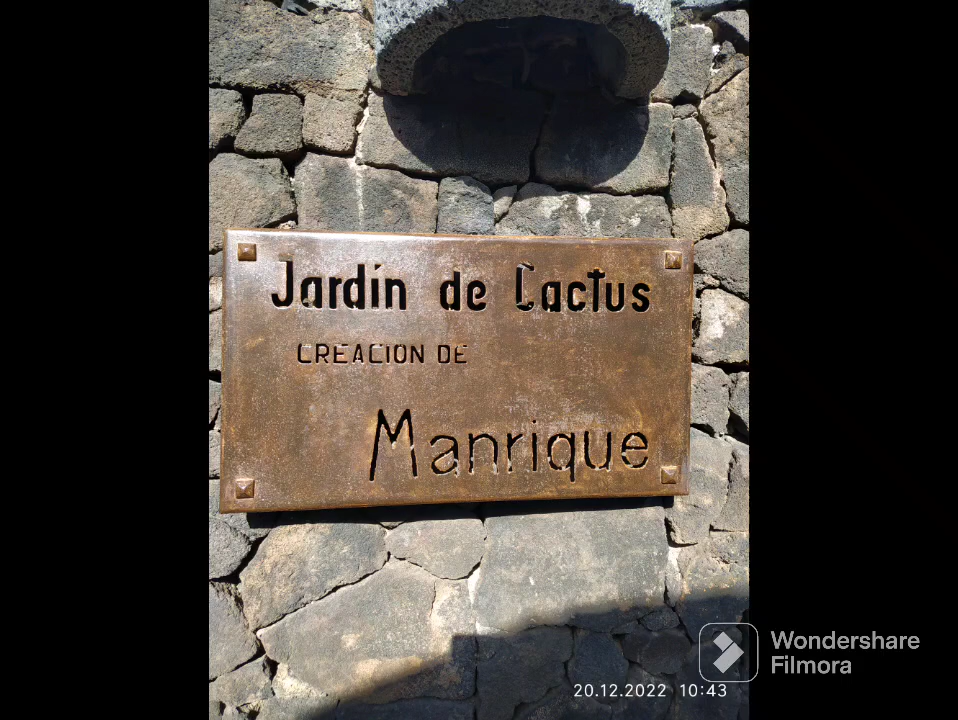 Jardín de Cactus
CREACION DE
Manrique
Wondershare
Filmora
20.12.2022 10:43